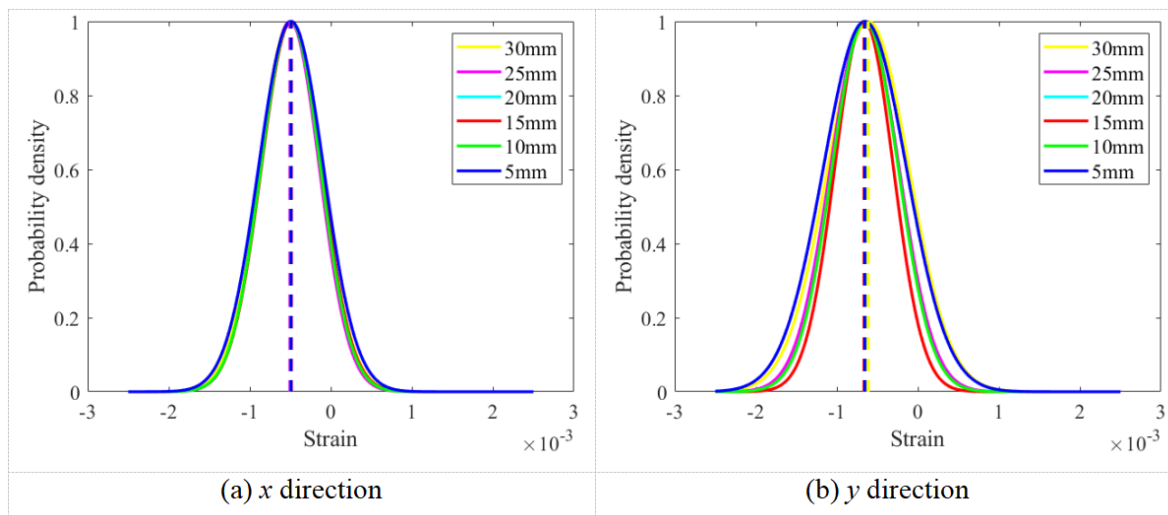 1
0.8
0.6
0.4
0.2
0
Probability density
30mm
25mm
20mm
15mm
10mm
5mm
-3
-2
-1
0
1
2
3
Strain
×10-3
(a) x direction
1
0.8
0.6
0.4
0.2
0
Probability density
30mm
25mm
20mm
15mm
10mm
5mm
-3
-2
-1
0
1
2
3
Strain
×10-3
(b) y direction